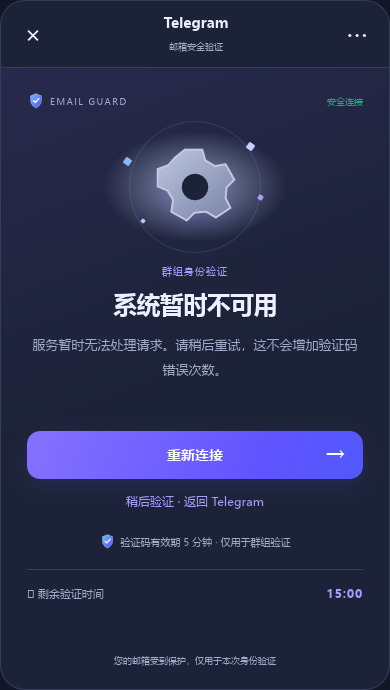 Telegram
邮箱安全验证
EMAIL GUARD
安全连接
群组身份验证
系统暂时不可用
服务暂时无法处理请求。请稍后重试，这不会增加验证码
错误次数。
重新连接 →
稍后验证 · 返回 Telegram
验证码有效期 5 分钟 · 仅用于群组验证
剩余验证时间
15:00
您的邮箱受到保护，仅用于本次身份验证